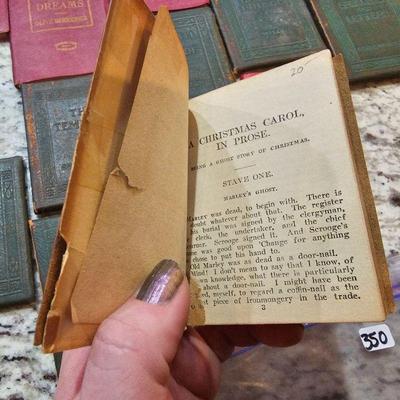 DREAMS
OLIVE SCHREINER
THE
TEM
20
A CHRISTMAS CAROL,
IN PROSE.
BEING A GHOST STORY OF CHRISTMAS.
STAVE ONE.
MARLEY'S GHOST.
MARLEY was dead, to begin with. There is
doubt whatever about that. The register
his burial was signed by the clergyman,
clerk, the undertaker, and the chief
Scrooge signed it. And Scrooge's
me was good upon 'Change for anything
chose to put his hand to.
Old Marley was as dead as a door-nail.
Mind! I don't mean to say that I know, of
own knowledge, what there is particularly
about a door-nail. I might have been
myself, to regard a coffin-nail as the
piece of ironmongery in the trade.
3
350